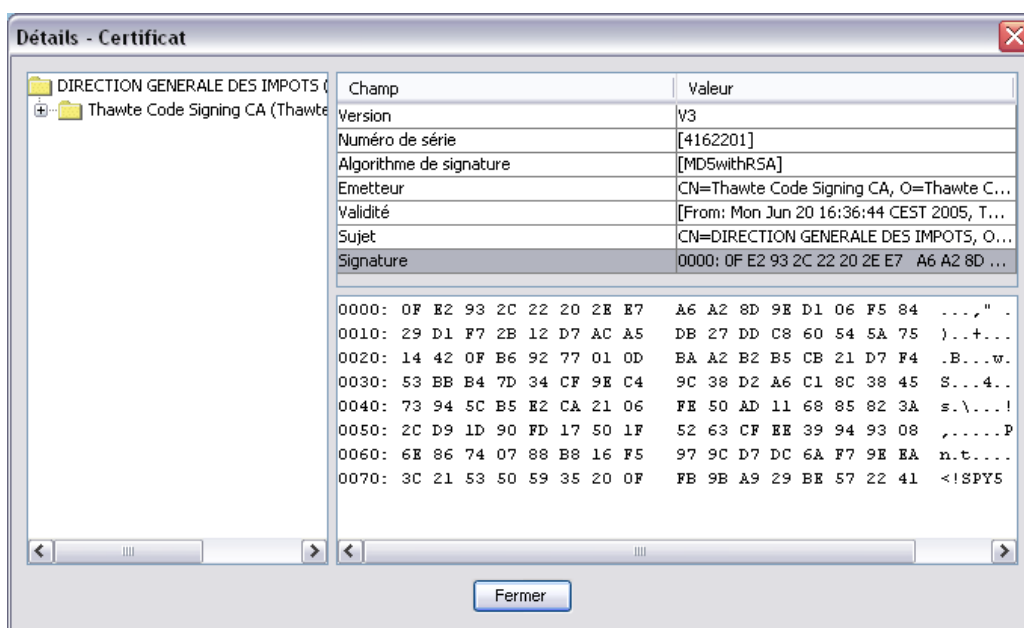 Détails - Certificat
DIRECTION GENERALE DES IMPOTS (
Thawte Code Signing CA (Thawte
Champ Valeur
Version V3
Numéro de série [4162201]
Algorithme de signature [MD5withRSA]
Emetteur CN=Thawte Code Signing CA, O=Thawte C...
Validité [From: Mon Jun 20 16:36:44 CEST 2005, T...
Sujet CN=DIRECTION GENERALE DES IMPOTS, O...
Signature 0000: 0F E2 93 2C 22 20 2E E7 A6 A2 8D ...
0000: 0F E2 93 2C 22 20 2E E7 A6 A2 8D 9E D1 06 F5 84 ...," .
0010: 29 D1 F7 2B 12 D7 AC A5 DB 27 DD C8 60 54 5A 75 )..+...
0020: 14 42 0F B6 92 77 01 0D BA A2 B2 B5 CB 21 D7 F4 .B...w.
0030: 53 BB B4 7D 34 CF 9E C4 9C 38 D2 A6 C1 8C 38 45 S...4..
0040: 73 94 5C B5 E2 CA 21 06 FE 50 AD 11 68 85 82 3A s.\...!
0050: 2C D9 1D 90 FD 17 50 1F 52 63 CF EE 39 94 93 08 ,.....P
0060: 6E 86 74 07 88 B8 16 F5 97 9C D7 DC 6A F7 9E EA n.t....
0070: 3C 21 53 50 59 35 20 0F FB 9B A9 29 BE 57 22 41 <!SPY5
Fermer